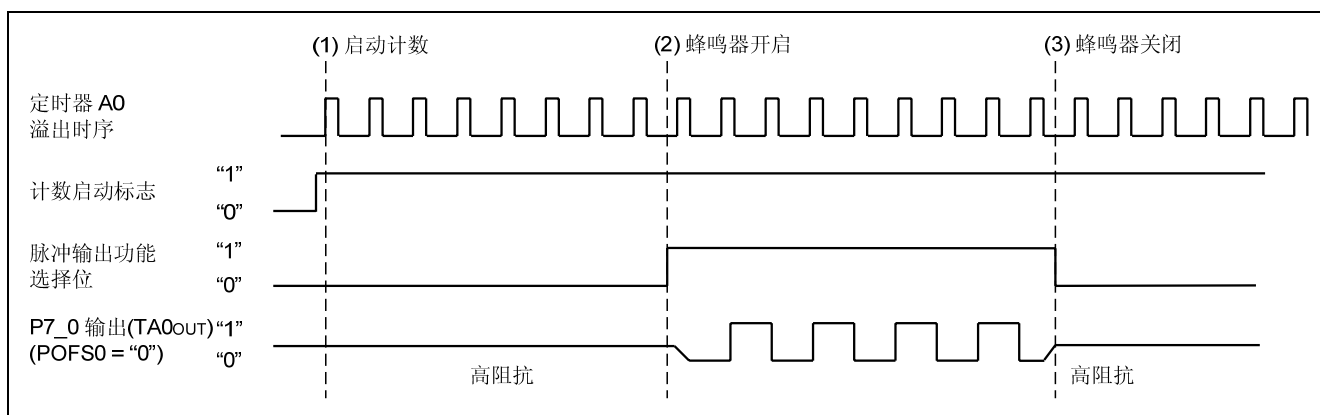 (1) 启动计数
(2) 蜂鸣器开启
(3) 蜂鸣器关闭
定时器 A0
溢出时序
计数启动标志
“1”
“0”
脉冲输出功能
选择位
“1”
“0”
P7_0 输出(TA0OUT) “1”
(POFS0 = “0”) “0”
高阻抗
高阻抗